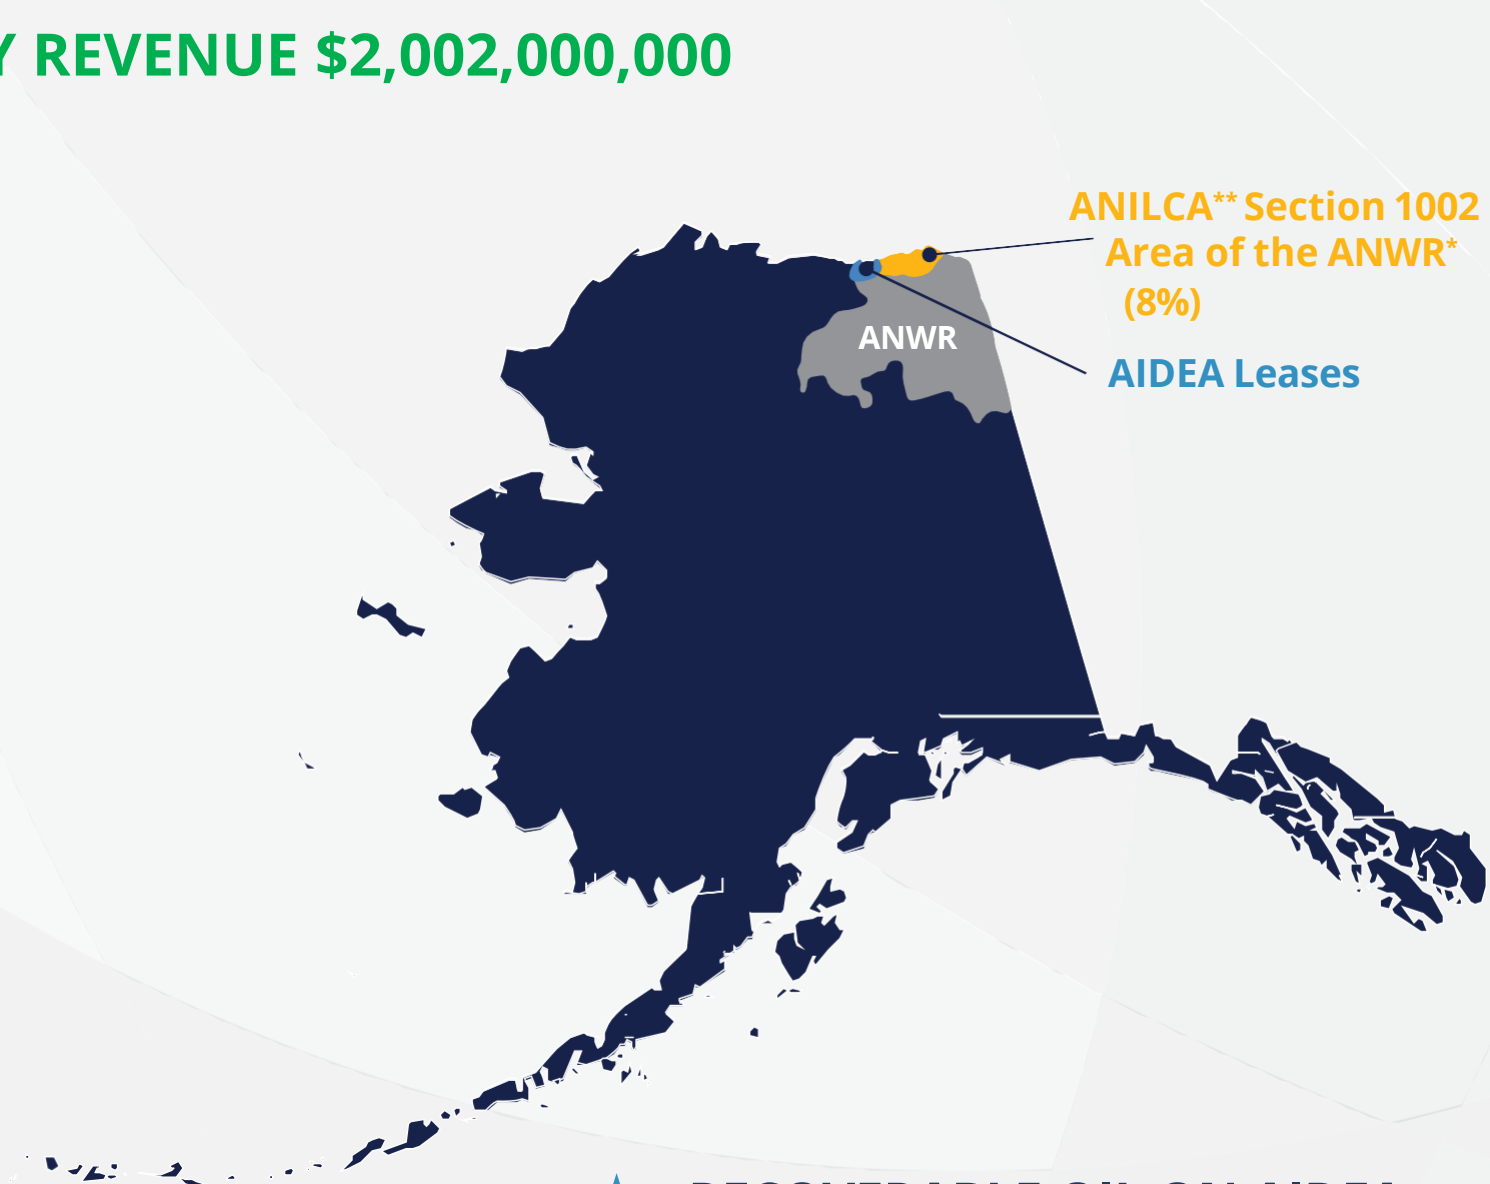 Y REVENUE $2,002,000,000
ANILCA** Section 1002
Area of the ANWR*
(8%)
ANWR
AIDEA Leases